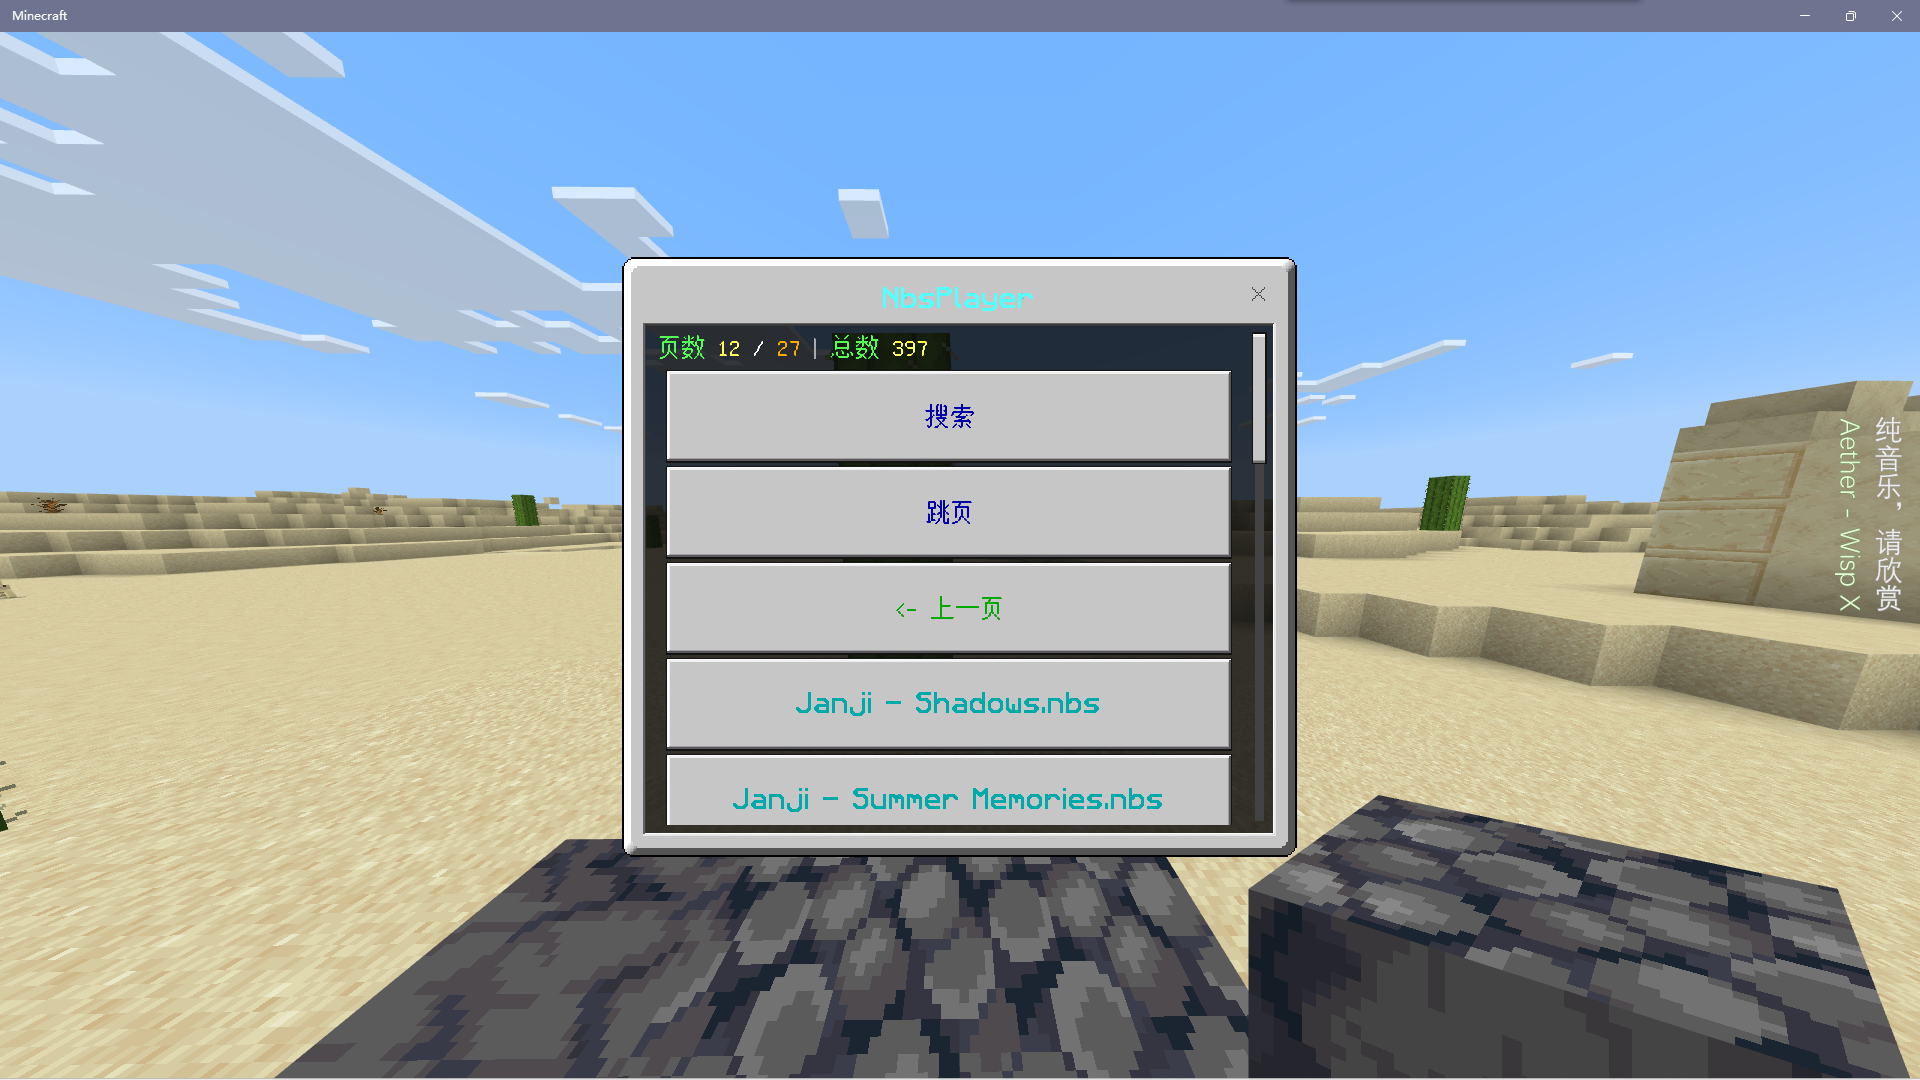 Minecraft
NbsPlayer
页数 12 / 27 | 总数 397
搜索
跳页
<- 上一页
Janji - Shadows.nbs
Janji - Summer Memories.nbs
纯音乐，请欣赏
Aether - Wisp X